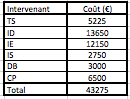 Intervenant Coût (€)
TS 5225
ID 13650
IE 12150
IS 2750
DB 3000
CP 6500
Total 43275